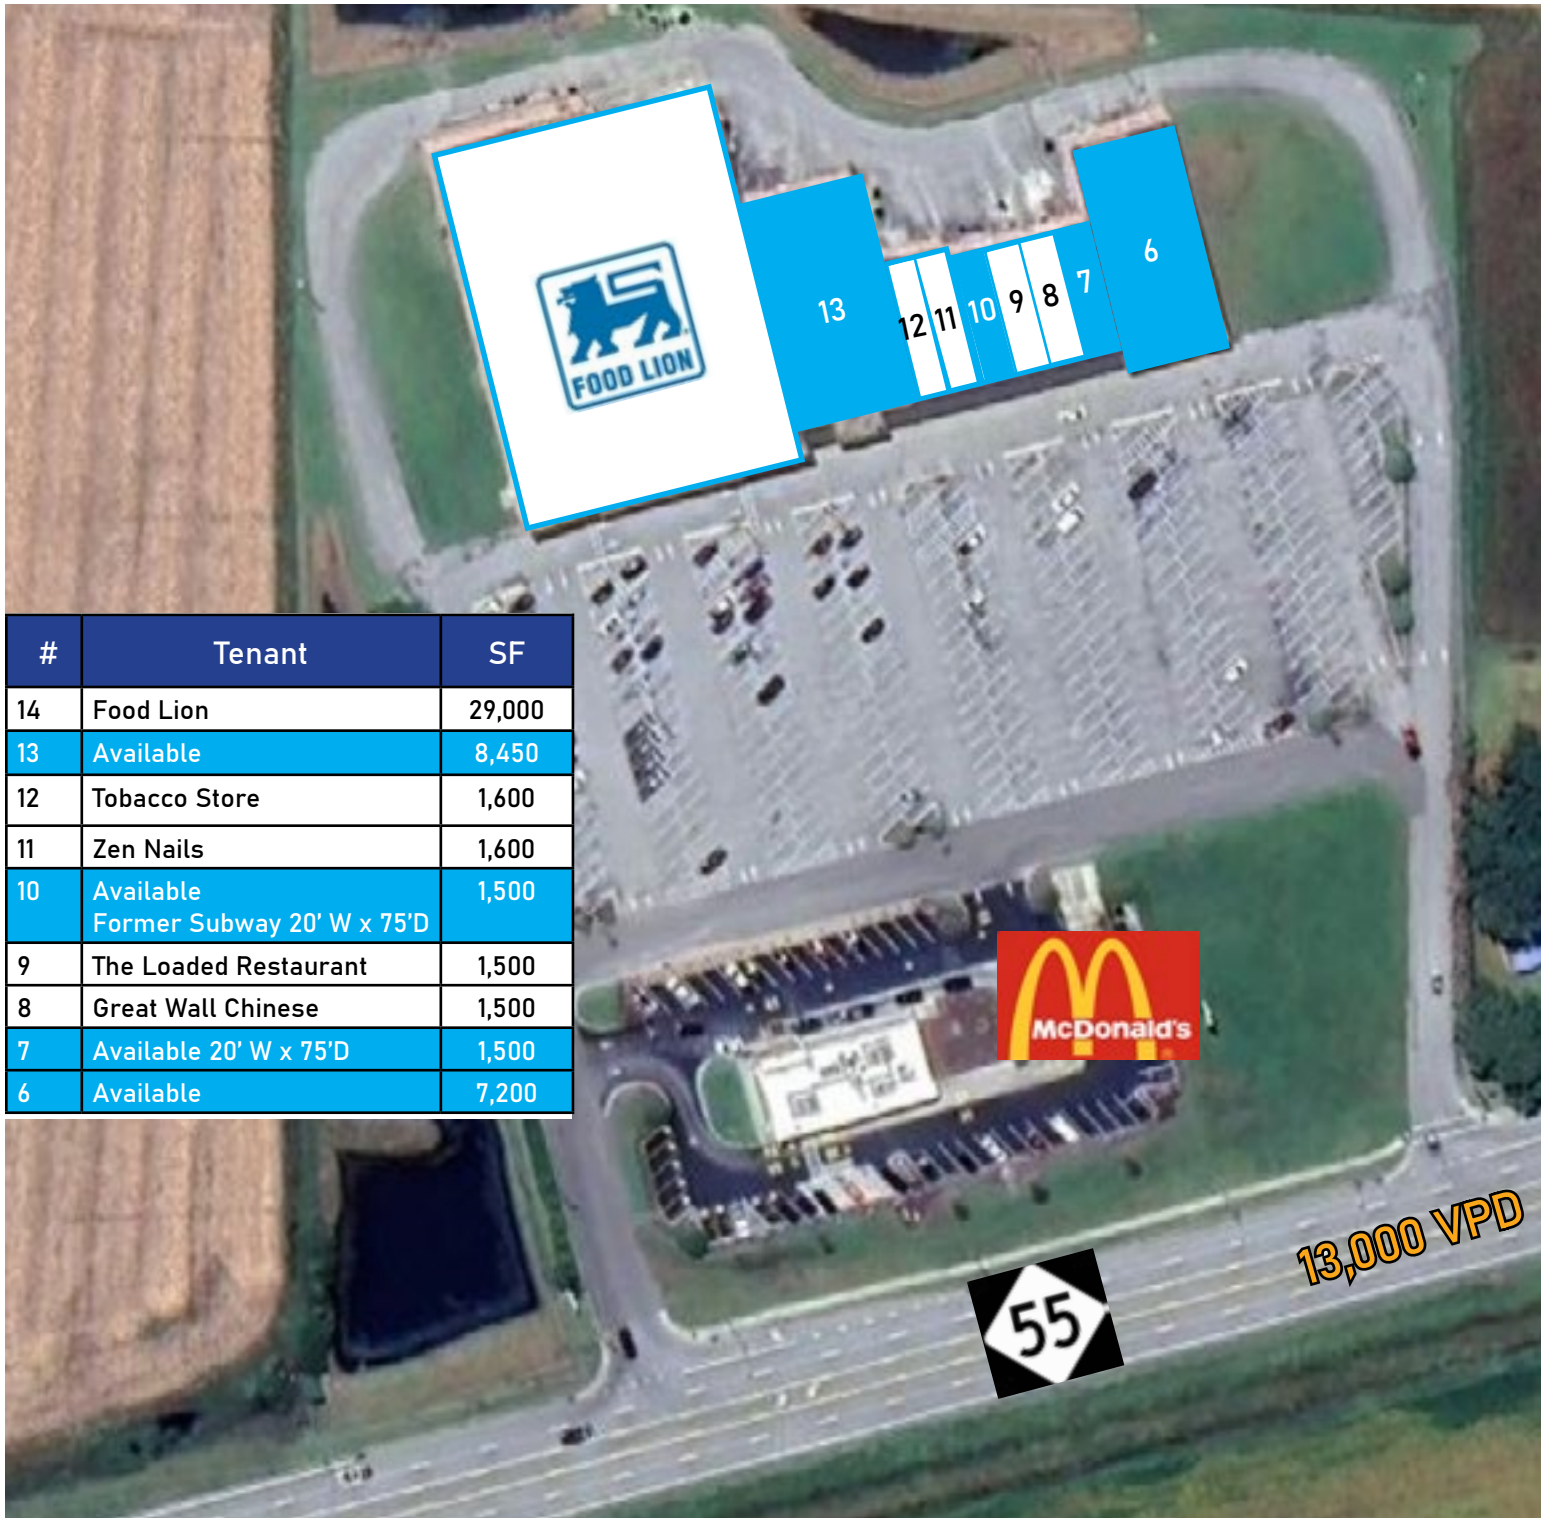 FOOD LION
13
12
11
10
9
8
7
6
# Tenant SF
14 Food Lion 29,000
13 Available 8,450
12 Tobacco Store 1,600
11 Zen Nails 1,600
10 Available 1,500
Former Subway 20’ W x 75’D
9 The Loaded Restaurant 1,500
8 Great Wall Chinese 1,500
7 Available 20’ W x 75’D 1,500
6 Available 7,200
McDonald's
13,000 VPD
55